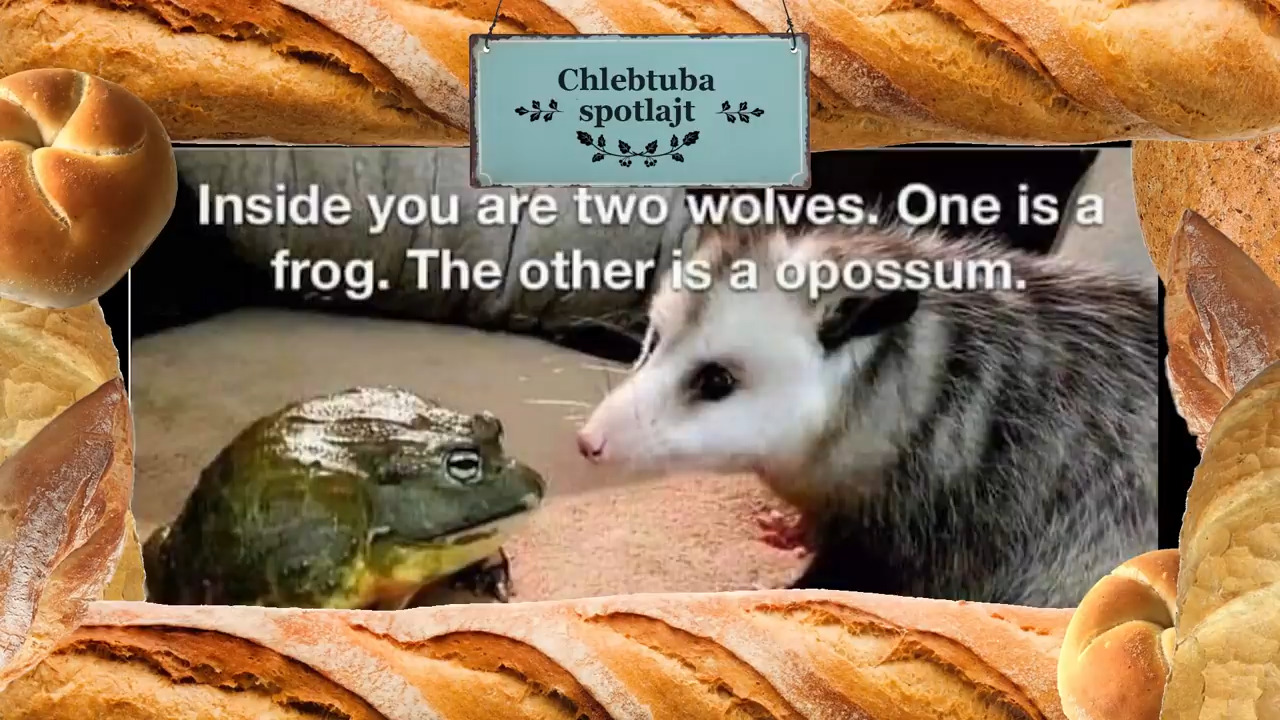 Chlebtuba
spotlajt
Inside you are two wolves. One is a
frog. The other is a opossum.